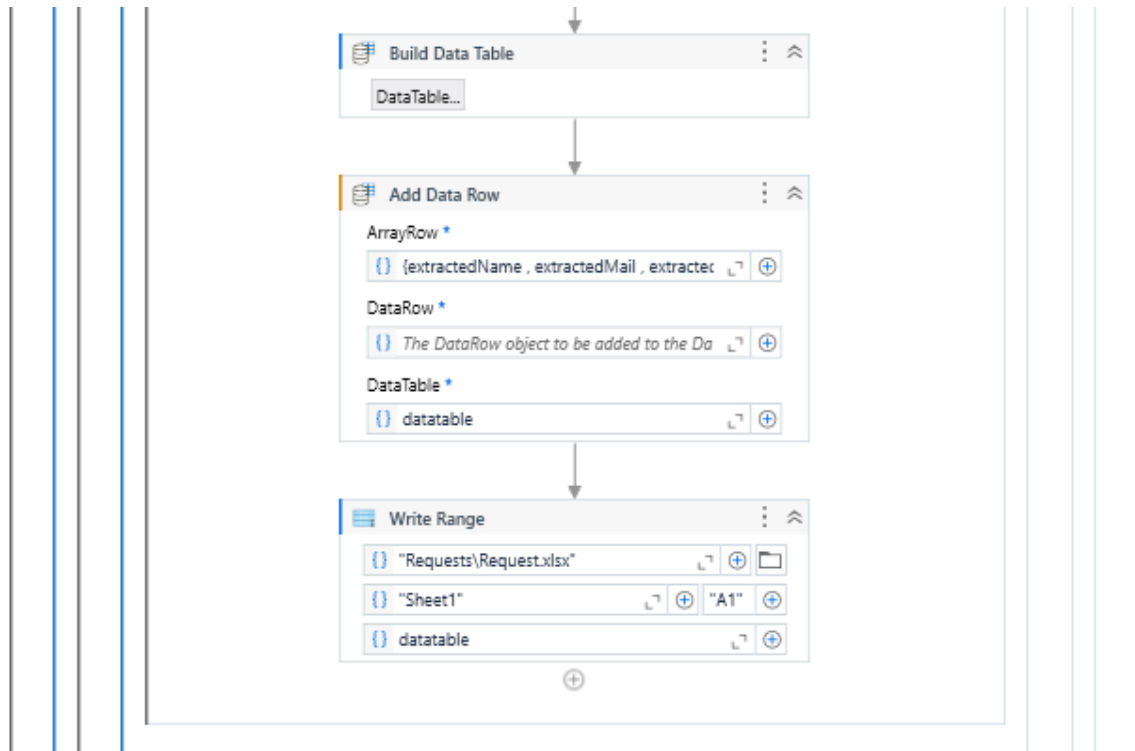 Build Data Table
DataTable...
Add Data Row
ArrayRow *
{extractedName , extractedMail , extractec
DataRow *
The DataRow object to be added to the Da
DataTable *
datatable
Write Range
"Requests\Request.xlsx"
"Sheet1" "A1"
datatable